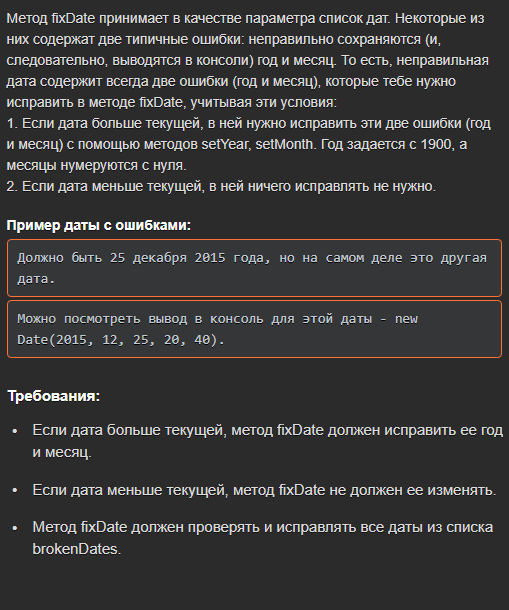 Метод fixDate принимает в качестве параметра список дат. Некоторые из
них содержат две типичные ошибки: неправильно сохраняются (и,
следовательно, выводятся в консоли) год и месяц. То есть, неправильная
дата содержит всегда две ошибки (год и месяц), которые тебе нужно
исправить в методе fixDate, учитывая эти условия:
1. Если дата больше текущей, в ней нужно исправить эти две ошибки (год
и месяц) с помощью методов setYear, setMonth. Год задается с 1900, а
месяцы нумеруются с нуля.
2. Если дата меньше текущей, в ней ничего исправлять не нужно.
Пример даты с ошибками:
Должно быть 25 декабря 2015 года, но на самом деле это другая
дата.
Можно посмотреть вывод в консоль для этой даты - new
Date(2015, 12, 25, 20, 40).
Требования:
• Если дата больше текущей, метод fixDate должен исправить ее год
и месяц.
• Если дата меньше текущей, метод fixDate не должен ее изменять.
• Метод fixDate должен проверять и исправлять все даты из списка
brokenDates.